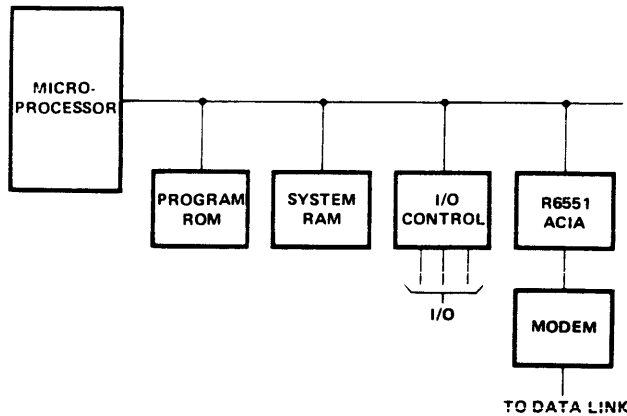 MICRO-
PROCESSOR
PROGRAM
ROM
SYSTEM
RAM
I/O
CONTROL
R6551
ACIA
I/O
MODEM
TO DATA LINK